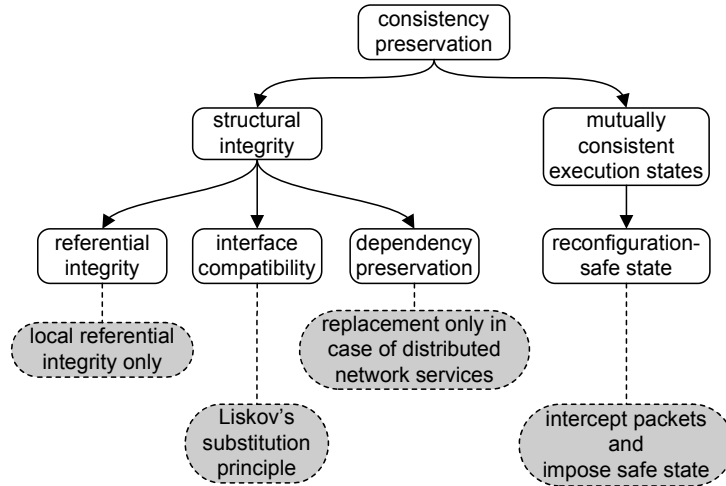 consistency
preservation
structural
integrity
mutually
consistent
execution states
referential
integrity
interface
compatibility
dependency
preservation
reconfiguration-
safe state
local referential
integrity only
replacement only in
case of distributed
network services
Liskov's
substitution
principle
intercept packets
and
impose safe state